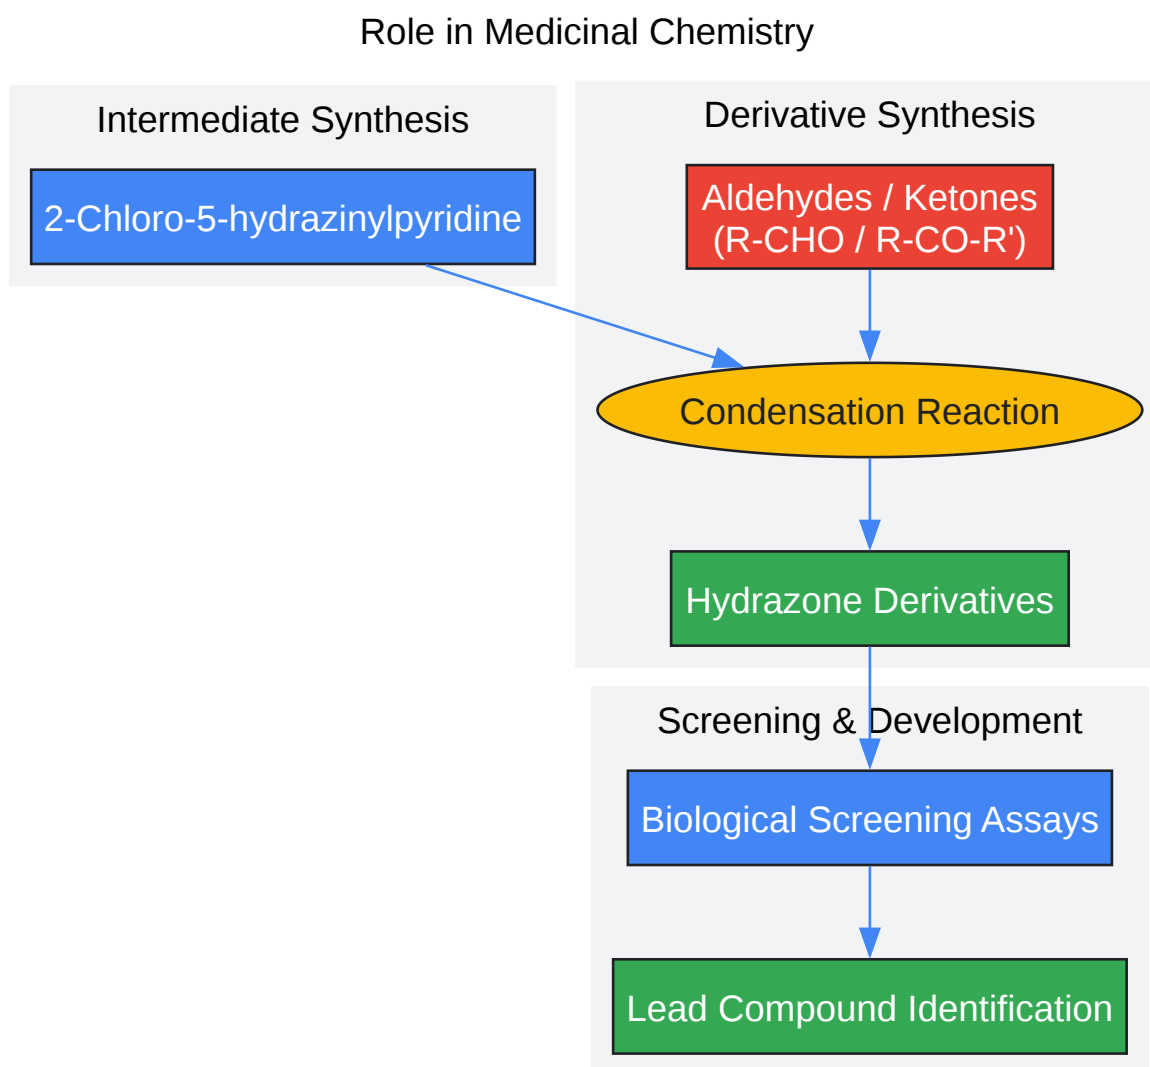 Role in Medicinal Chemistry
Intermediate Synthesis
2-Chloro-5-hydrazinylpyridine
Derivative Synthesis
Aldehydes / Ketones
(R-CHO / R-CO-R')
Condensation Reaction
Hydrazone Derivatives
Screening & Development
Biological Screening Assays
Lead Compound Identification